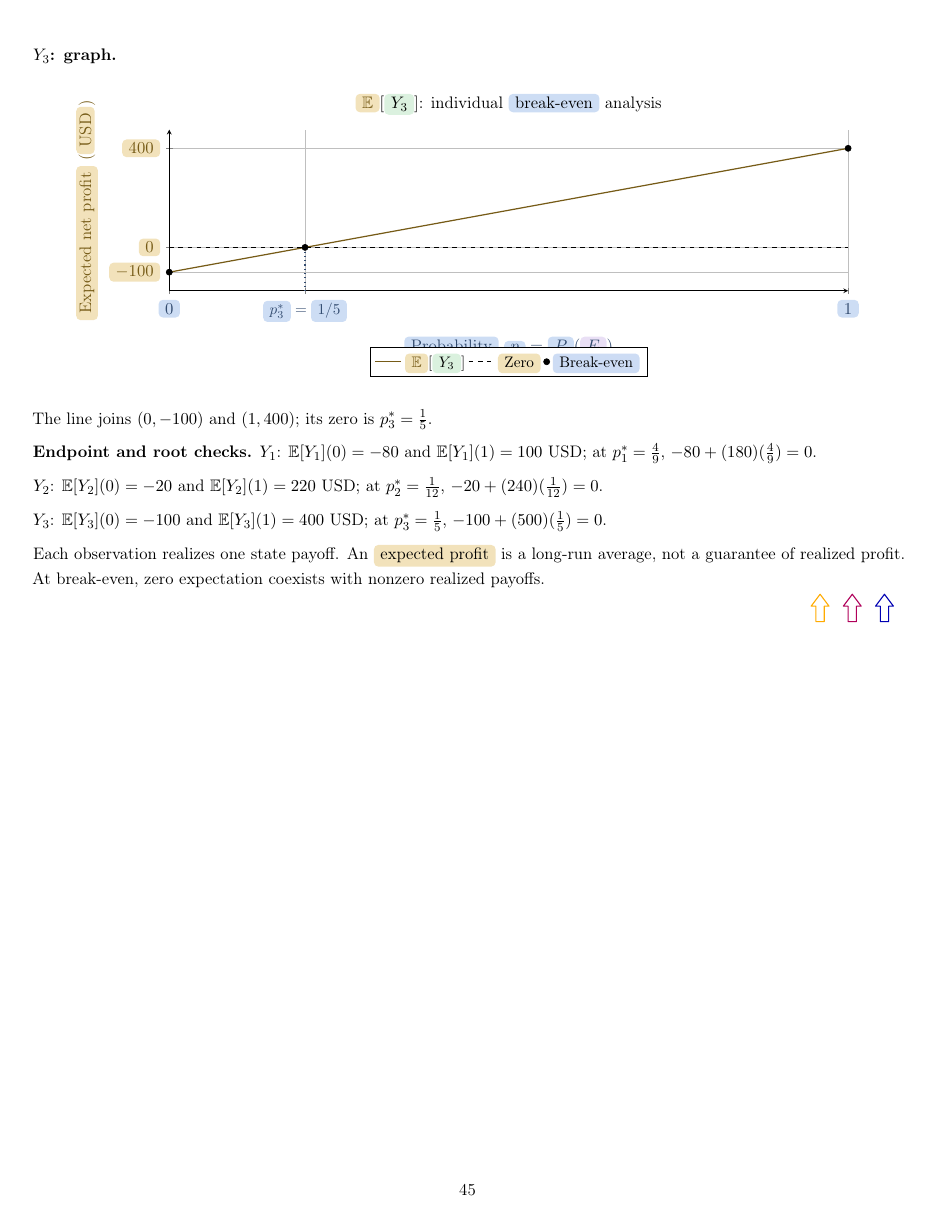 Y₃: graph.
𝔼[Y₃]: individual break-even analysis
Expected net profit (USD)
400
0
−100
0
p₃* = 1/5
1
Probability p = P(E)
𝔼[Y₃] Zero Break-even
The line joins (0, −100) and (1, 400); its zero is p₃* = 1/5.
Endpoint and root checks. Y₁: 𝔼[Y₁](0) = −80 and 𝔼[Y₁](1) = 100 USD; at p₁* = 4/9, −80 + (180)(4/9) = 0.
Y₂: 𝔼[Y₂](0) = −20 and 𝔼[Y₂](1) = 220 USD; at p₂* = 1/12, −20 + (240)(1/12) = 0.
Y₃: 𝔼[Y₃](0) = −100 and 𝔼[Y₃](1) = 400 USD; at p₃* = 1/5, −100 + (500)(1/5) = 0.
Each observation realizes one state payoff. An expected profit is a long-run average, not a guarantee of realized profit.
At break-even, zero expectation coexists with nonzero realized payoffs.
45